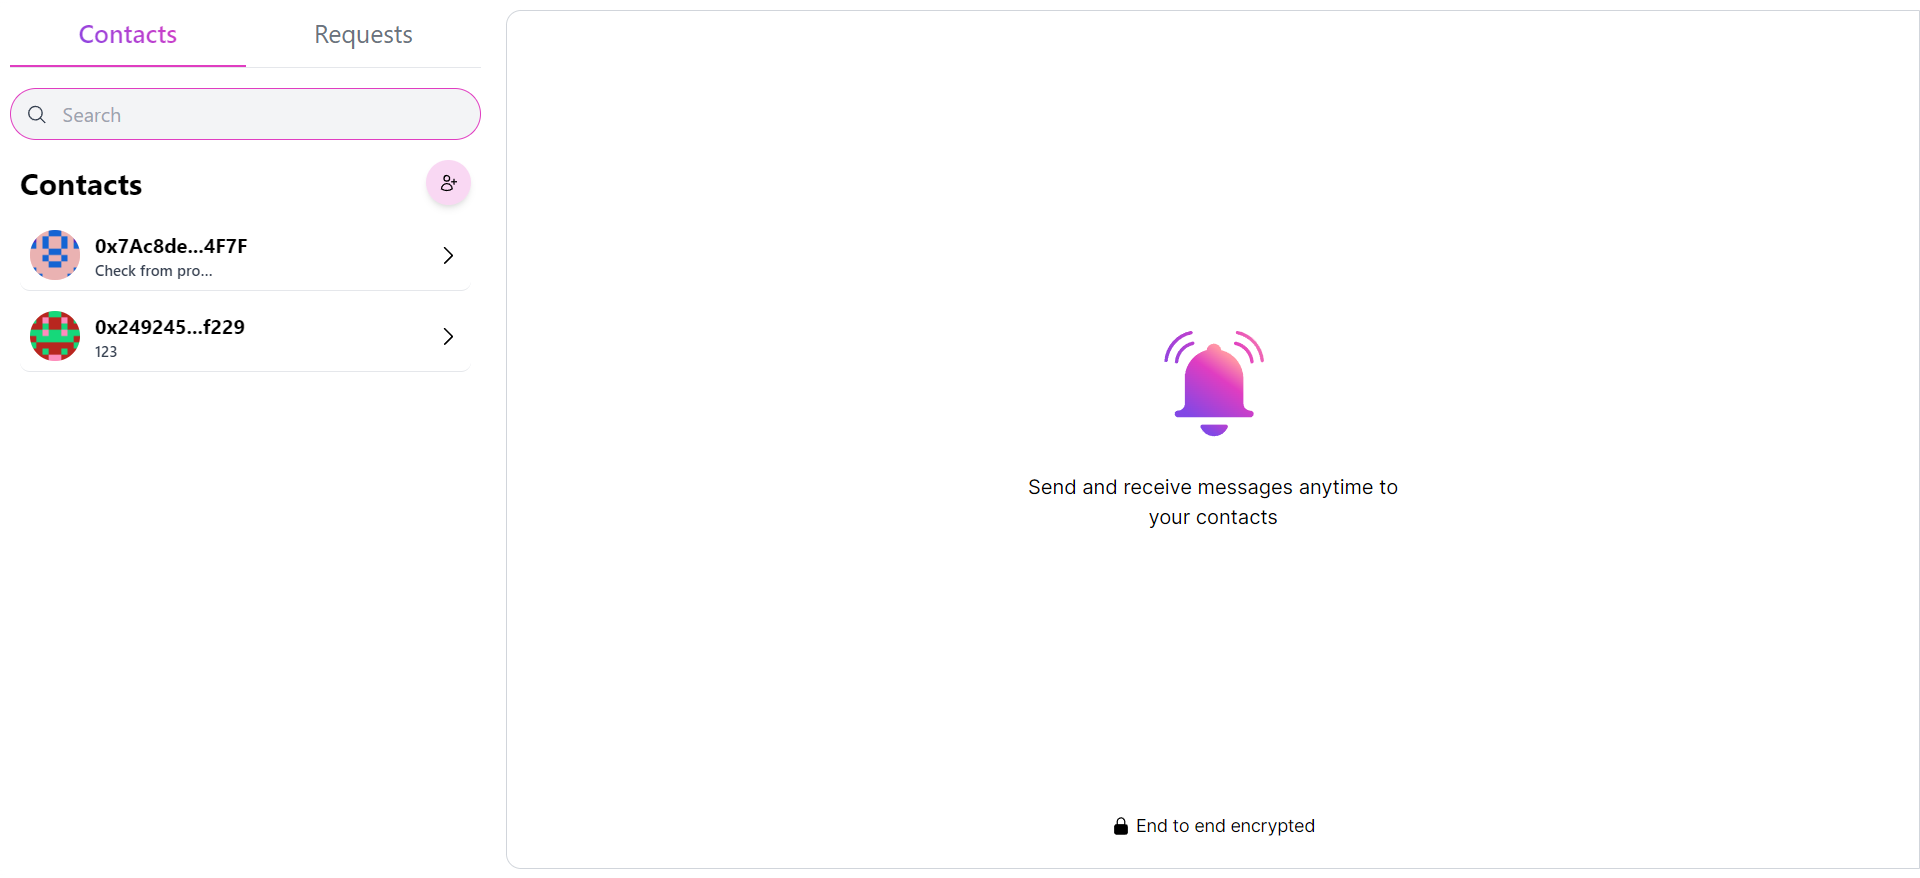 Contacts
Requests
Search
Contacts
0x7Ac8de...4F7F
Check from pro...
0x249245...f229
123
Send and receive messages anytime to
your contacts
End to end encrypted